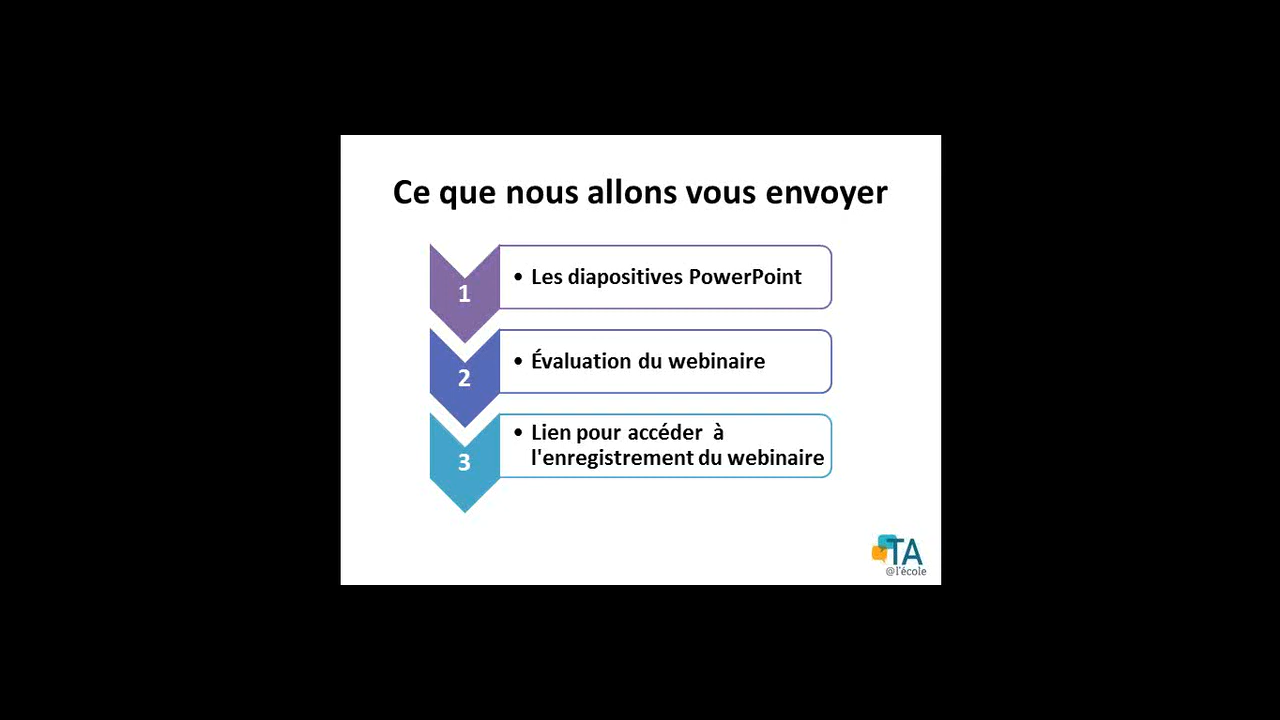 Ce que nous allons vous envoyer
1
• Les diapositives PowerPoint
2
• Évaluation du webinaire
3
• Lien pour accéder à
l'enregistrement du webinaire
TA
@l'école